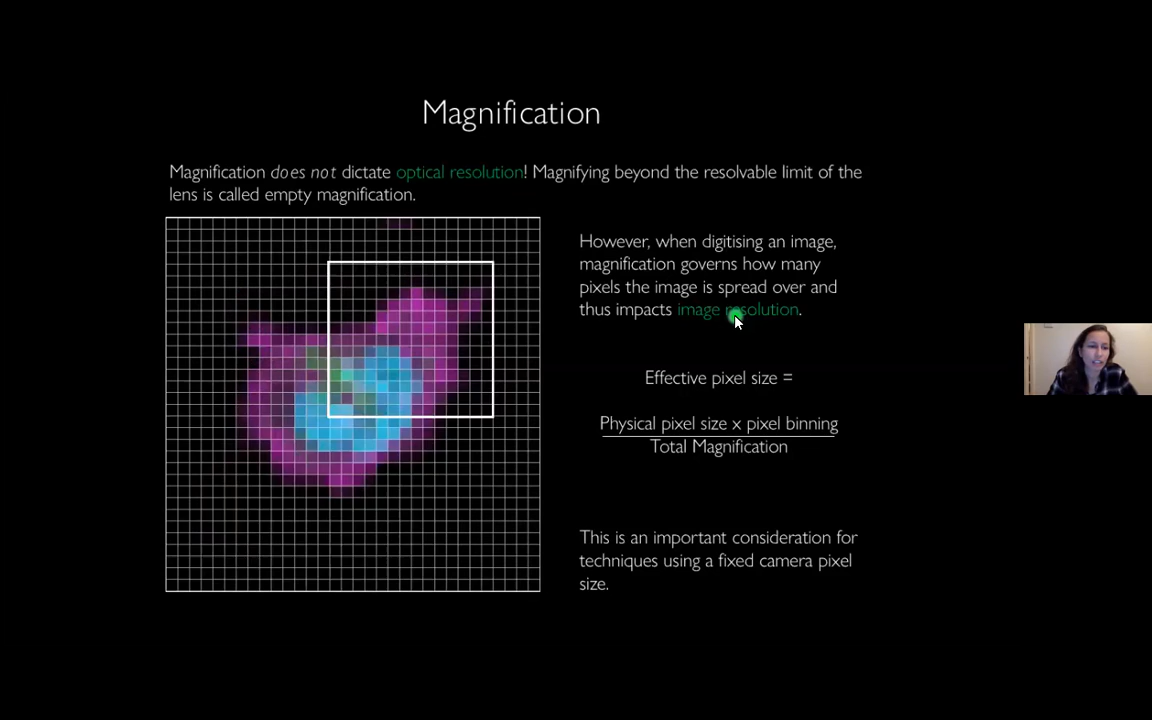 Magnification
Magnification does not dictate optical resolution! Magnifying beyond the resolvable limit of the
lens is called empty magnification.
However, when digitising an image,
magnification governs how many
pixels the image is spread over and
thus impacts image resolution.
Effective pixel size =
Physical pixel size x pixel binning
Total Magnification
This is an important consideration for
techniques using a fixed camera pixel
size.